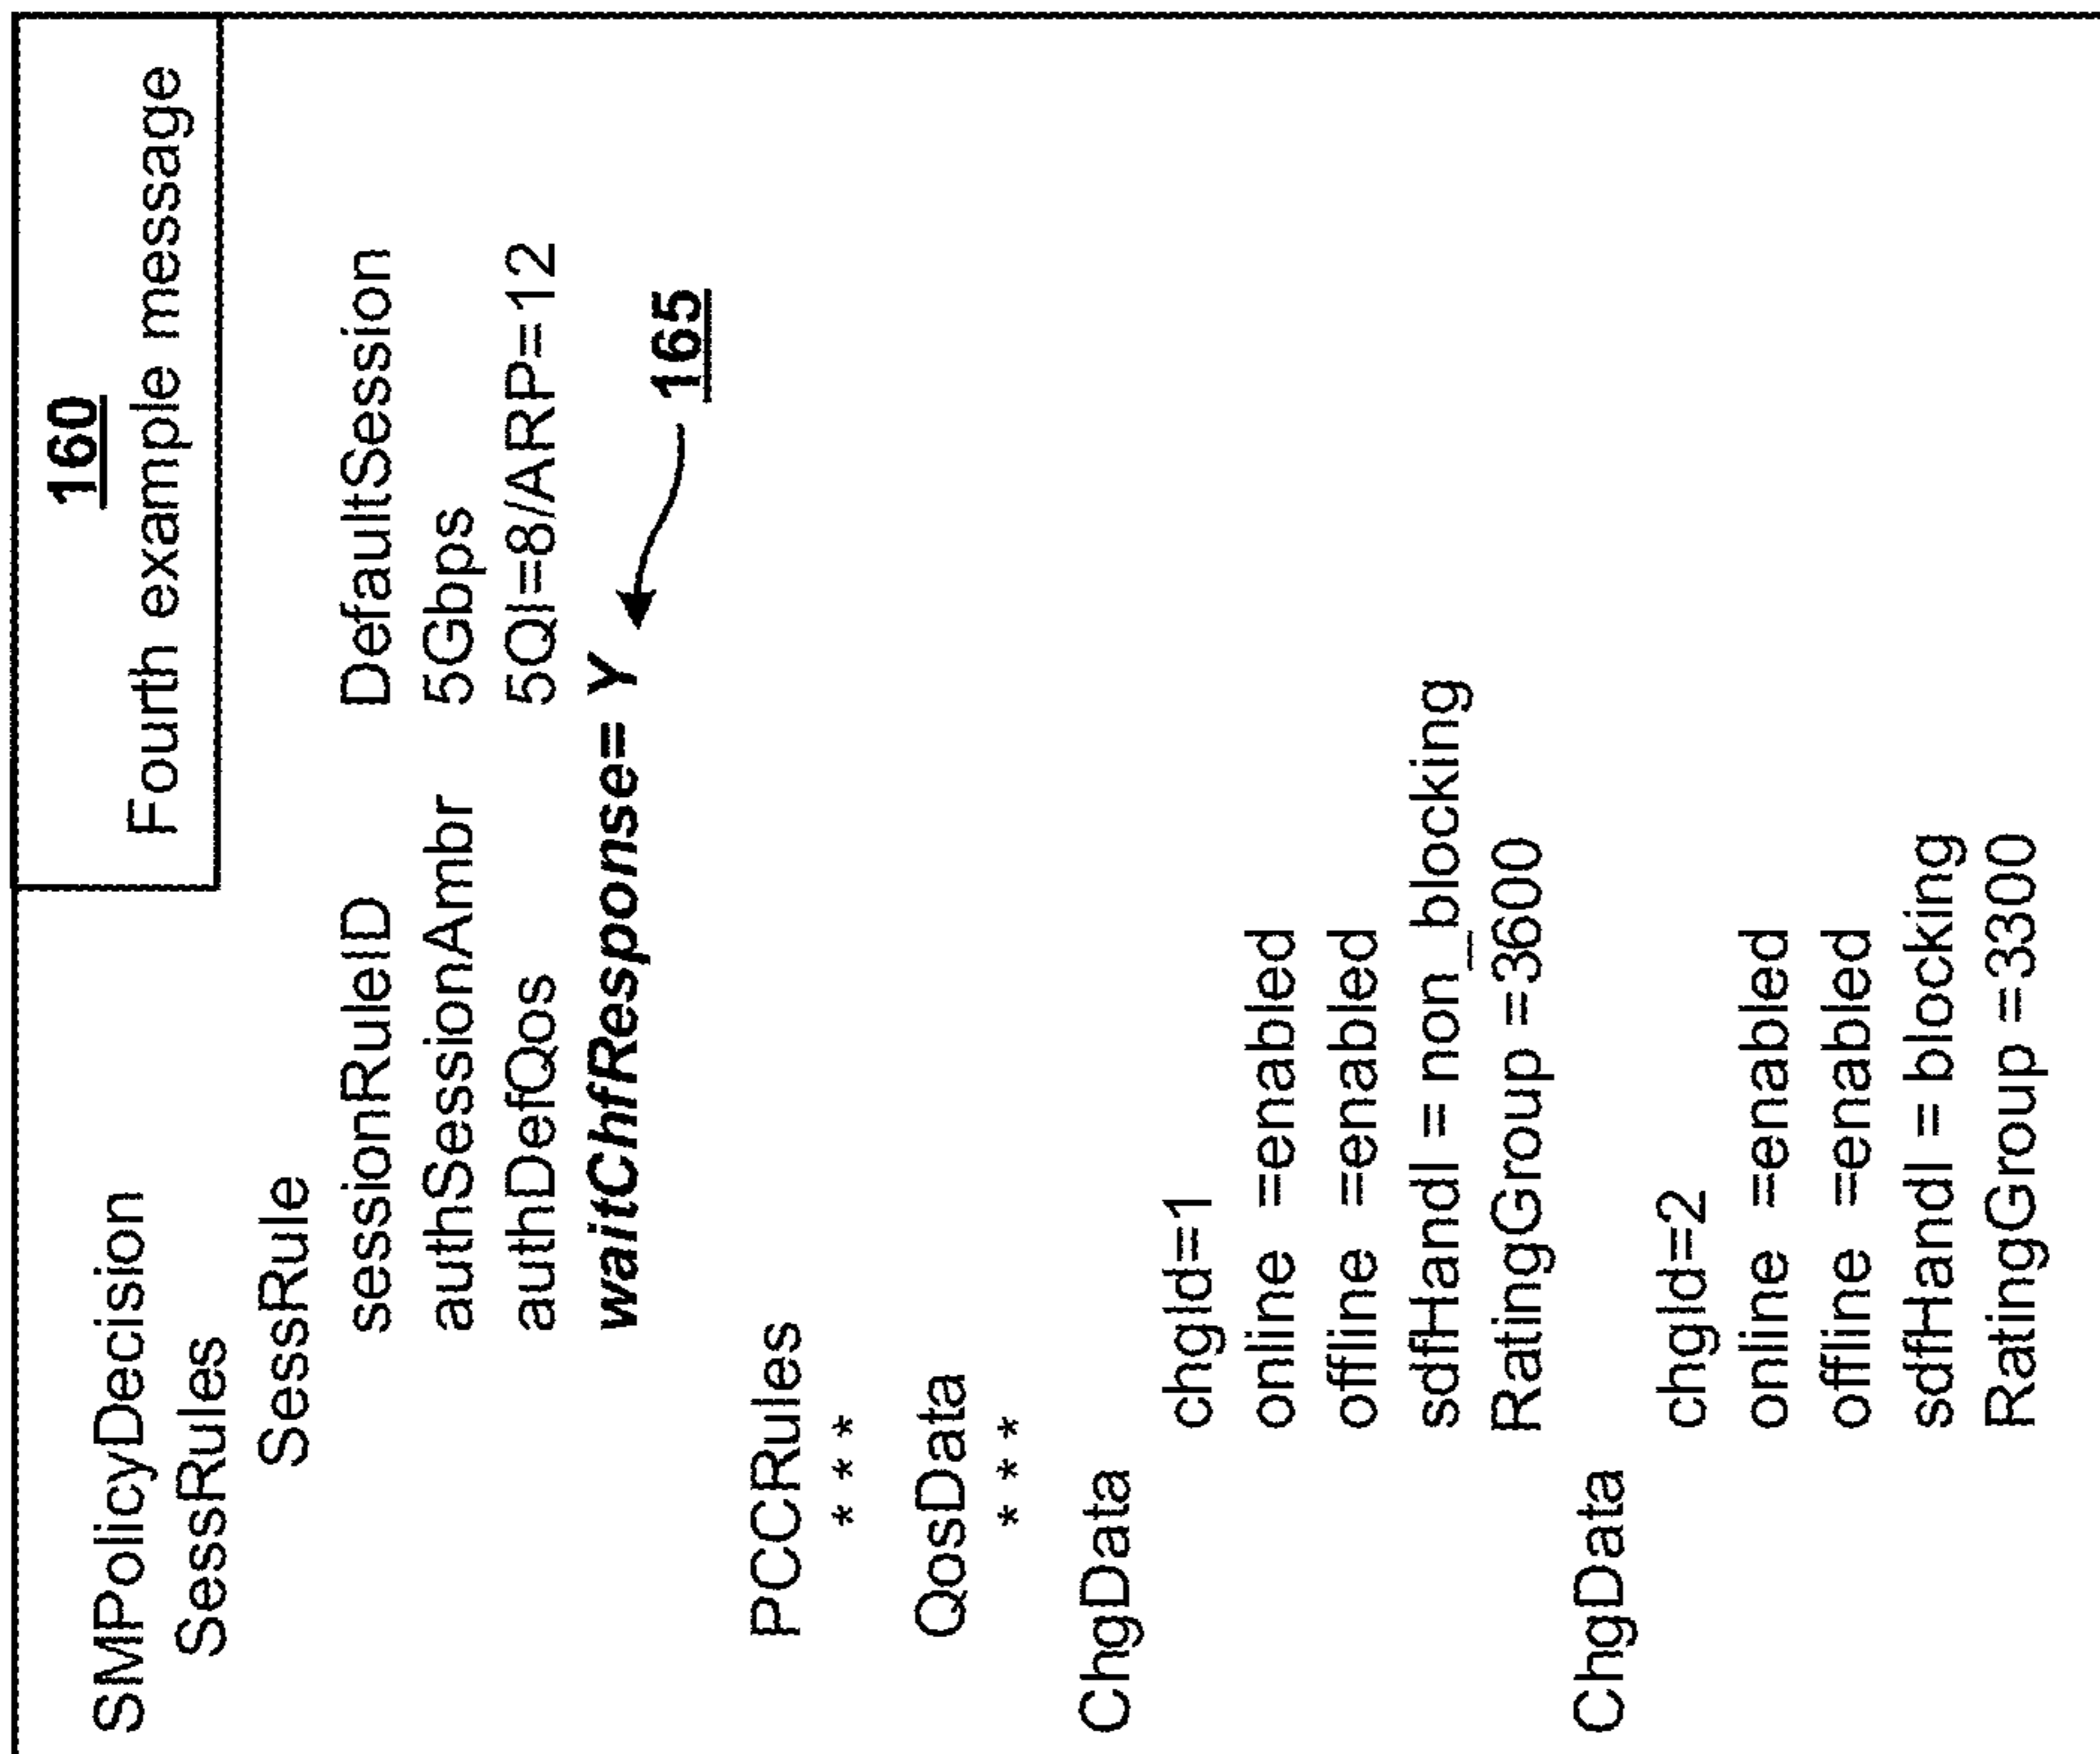 160
Fourth example message
SMPolicyDecision
SessRules
SessRule
sessionRuleID DefaultSession
authSessionAmbr 5Gbps
authDefQos 5QI=8/ARP=12
waitChfResponse= Y
165
PCCRules
* * *
QosData
* * *
ChgData
chgId=1
online =enabled
offline =enabled
sdfHandl = non_blocking
RatingGroup =3600
ChgData
chgId=2
online =enabled
offline =enabled
sdfHandl = blocking
RatingGroup =3300